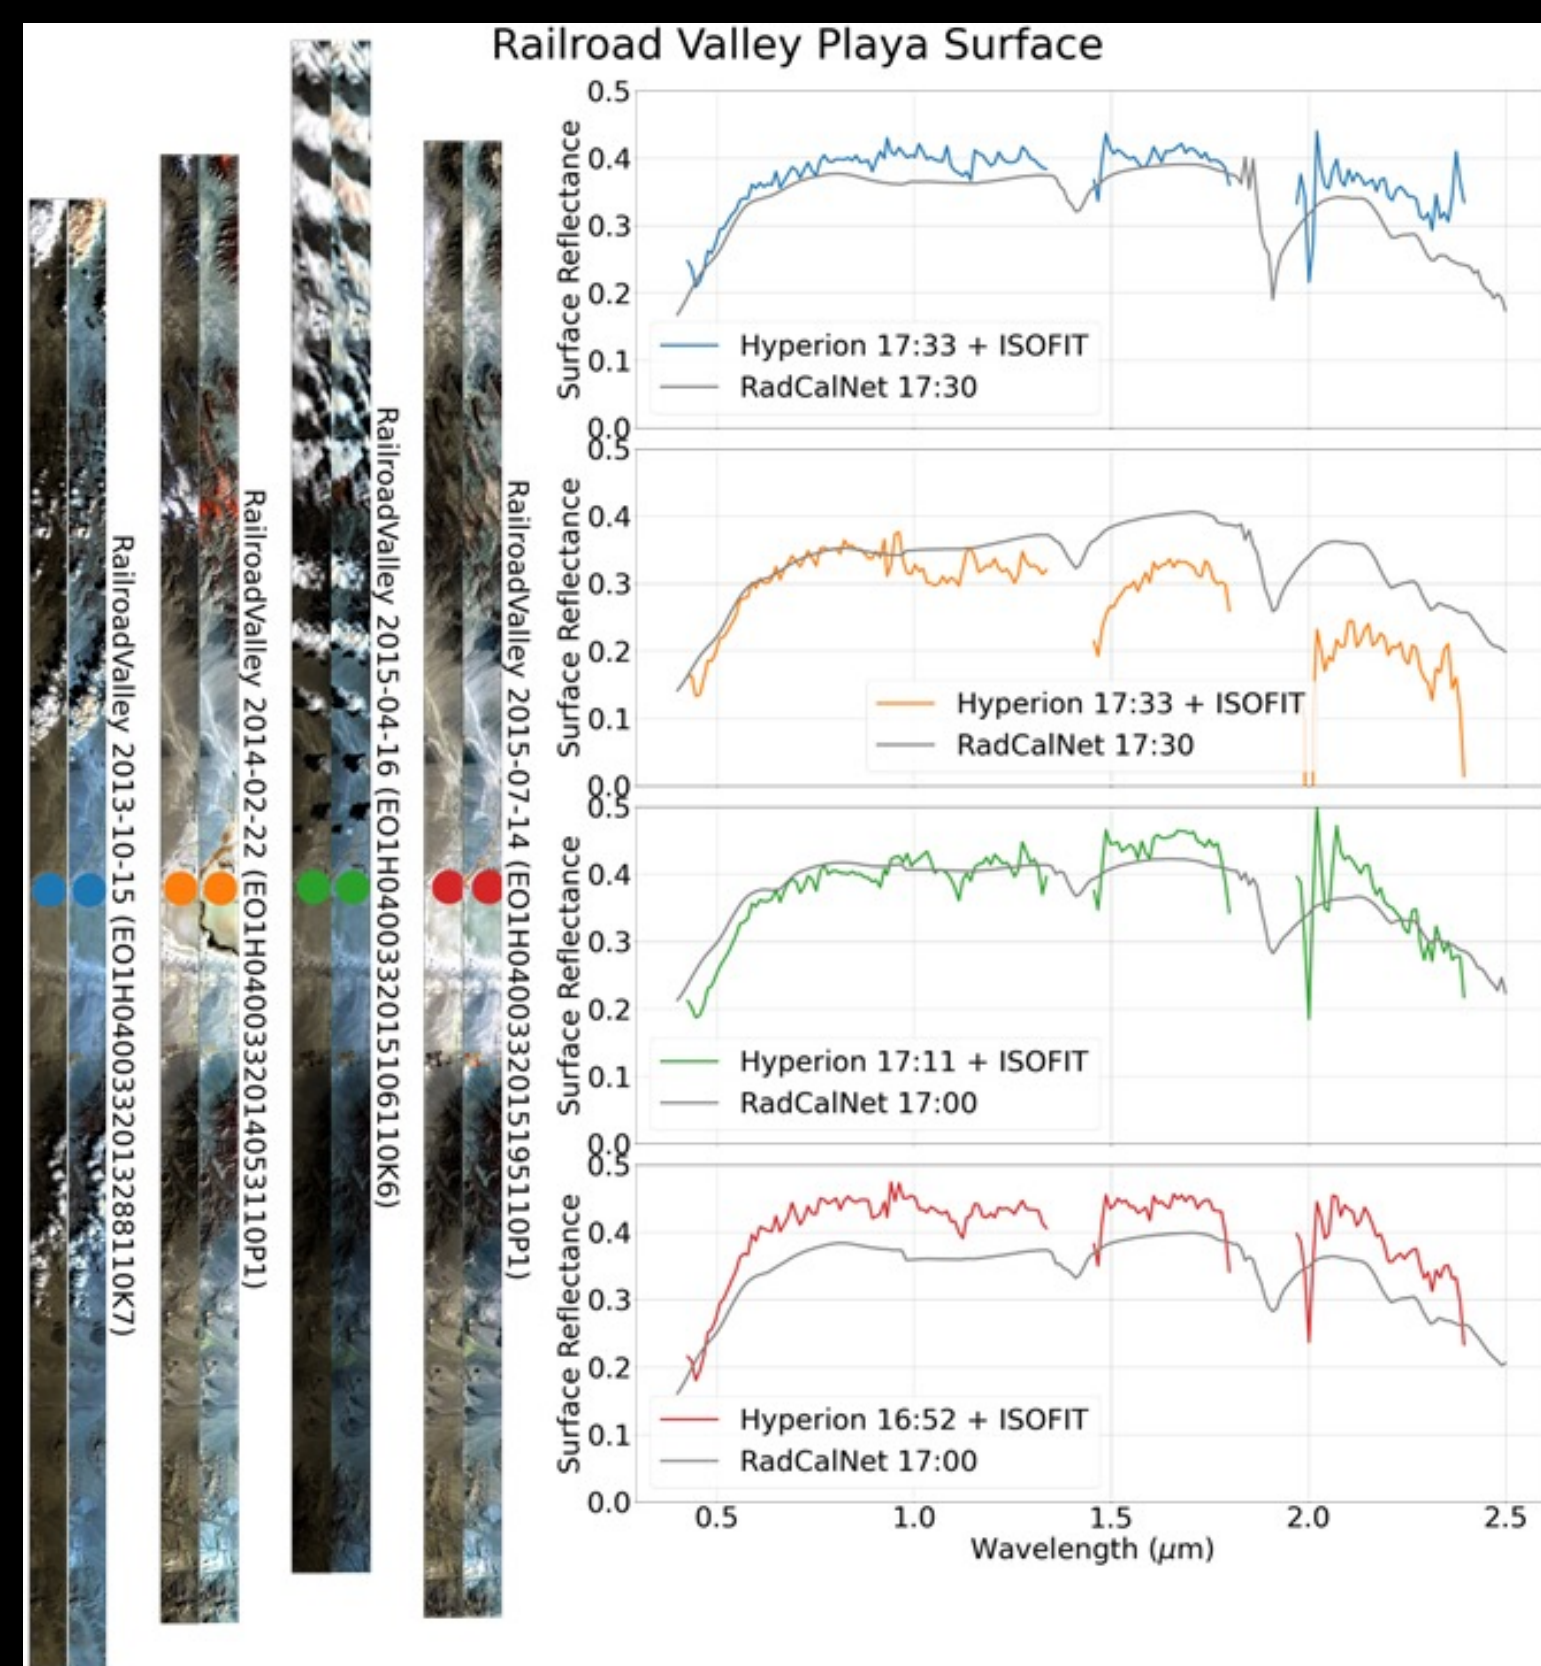 Railroad Valley Playa Surface
RailroadValley 2013-10-15 (EO1H0400332013288110K7)
RailroadValley 2014-02-22 (EO1H0400332014053110P1)
RailroadValley 2015-04-16 (EO1H0400332015106110K6)
RailroadValley 2015-07-14 (EO1H0400332015195110P1)
Surface Reflectance
0.5
0.4
0.3
0.2
0.1
0.0
Hyperion 17:33 + ISOFIT
RadCalNet 17:30
Surface Reflectance
0.5
0.4
0.3
0.2
0.1
0.0
Hyperion 17:33 + ISOFIT
RadCalNet 17:30
Surface Reflectance
0.5
0.4
0.3
0.2
0.1
0.0
Hyperion 17:11 + ISOFIT
RadCalNet 17:00
Surface Reflectance
0.5
0.4
0.3
0.2
0.1
0.0
Hyperion 16:52 + ISOFIT
RadCalNet 17:00
0.5 1.0 1.5 2.0 2.5
Wavelength (μm)